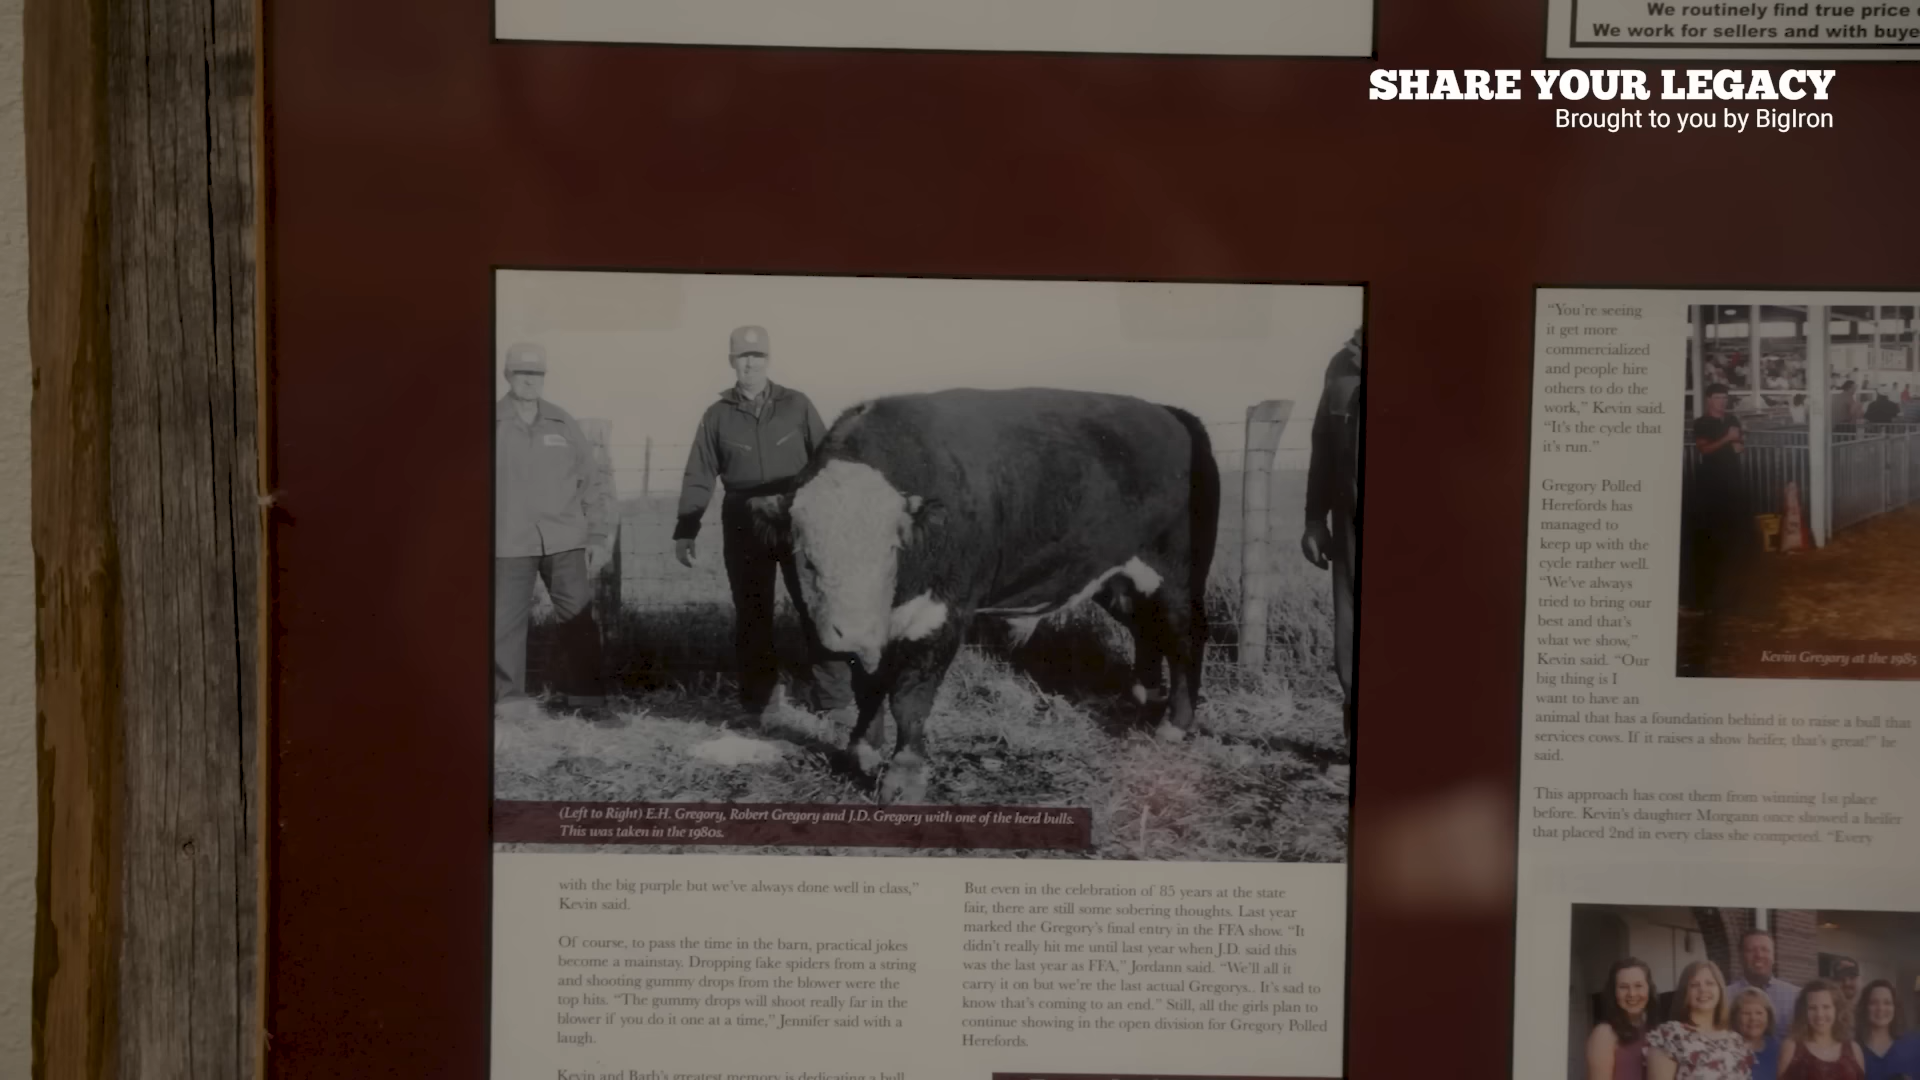 We routinely find true price
We work for sellers and with buye
SHARE YOUR LEGACY
Brought to you by BigIron
(Left to Right) E.H. Gregory, Robert Gregory and J.D. Gregory with one of the herd bulls.
This was taken in the 1980s.
with the big purple but we've always done well in class,"
Kevin said.
Of course, to pass the time in the barn, practical jokes
become a mainstay. Dropping fake spiders from a string
and shooting gummy drops from the blower were the
top hits. "The gummy drops will shoot really far in the
blower if you do it one at a time," Jennifer said with a
laugh.
Kevin and Barb's greatest memory is dedicating a bull
But even in the celebration of 85 years at the state
fair, there are still some sobering thoughts. Last year
marked the Gregory's final entry in the FFA show. "It
didn't really hit me until last year when J.D. said this
was the last year as FFA," Jordann said. "We'll all it
carry it on but we're the last actual Gregorys.. It's sad to
know that's coming to an end." Still, all the girls plan to
continue showing in the open division for Gregory Polled
Herefords.
"You're seeing
it get more
commercialized
and people hire
others to do the
work," Kevin said.
"It's the cycle that
it's run."
Gregory Polled
Herefords has
managed to
keep up with the
cycle rather well.
"We've always
tried to bring our
best and that's
what we show,"
Kevin said. "Our
big thing is I
want to have an
animal that has a foundation behind it to raise a bull that
services cows. If it raises a show heifer, that's great!" he
said.
This approach has cost them from winning 1st place
before. Kevin's daughter Morgann once showed a heifer
that placed 2nd in every class she competed. "Every
Kevin Gregory at the 1985